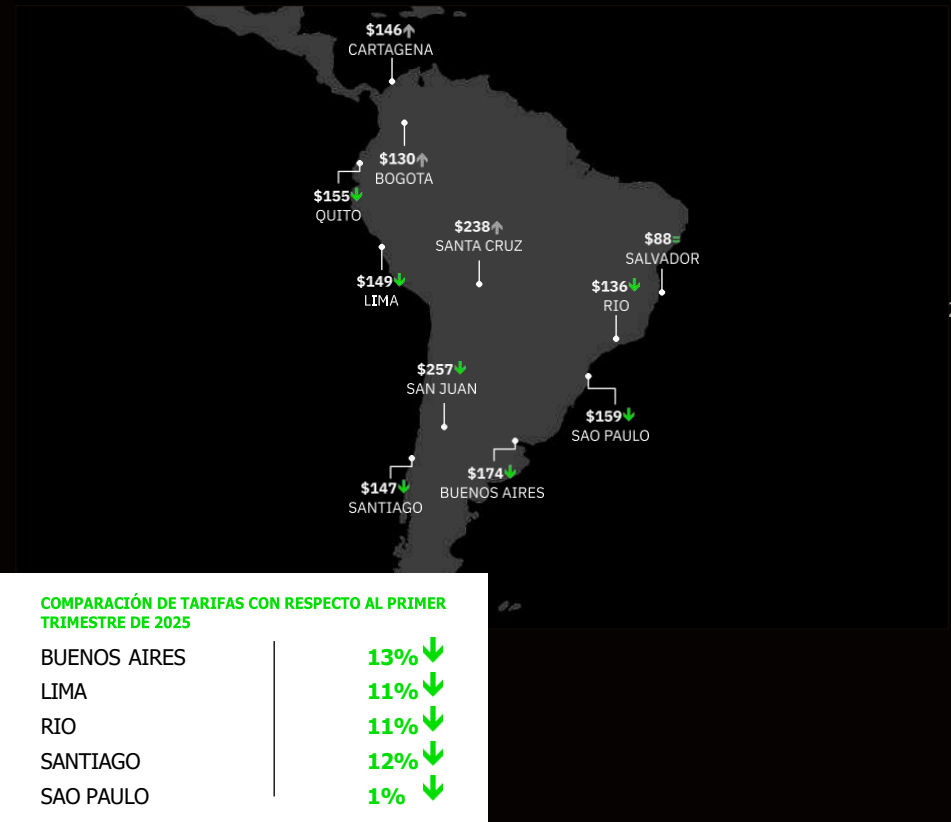 $146↑
CARTAGENA
$130↑
BOGOTA
$155↓
QUITO
$238↑
SANTA CRUZ
$88=
SALVADOR
$149↓
LIMA
$136↓
RIO
$257↓
SAN JUAN
$159↓
SAO PAULO
$174↓
BUENOS AIRES
$147↓
SANTIAGO
COMPARACIÓN DE TARIFAS CON RESPECTO AL PRIMER
TRIMESTRE DE 2025
BUENOS AIRES 13%↓
LIMA 11%↓
RIO 11%↓
SANTIAGO 12%↓
SAO PAULO 1% ↓